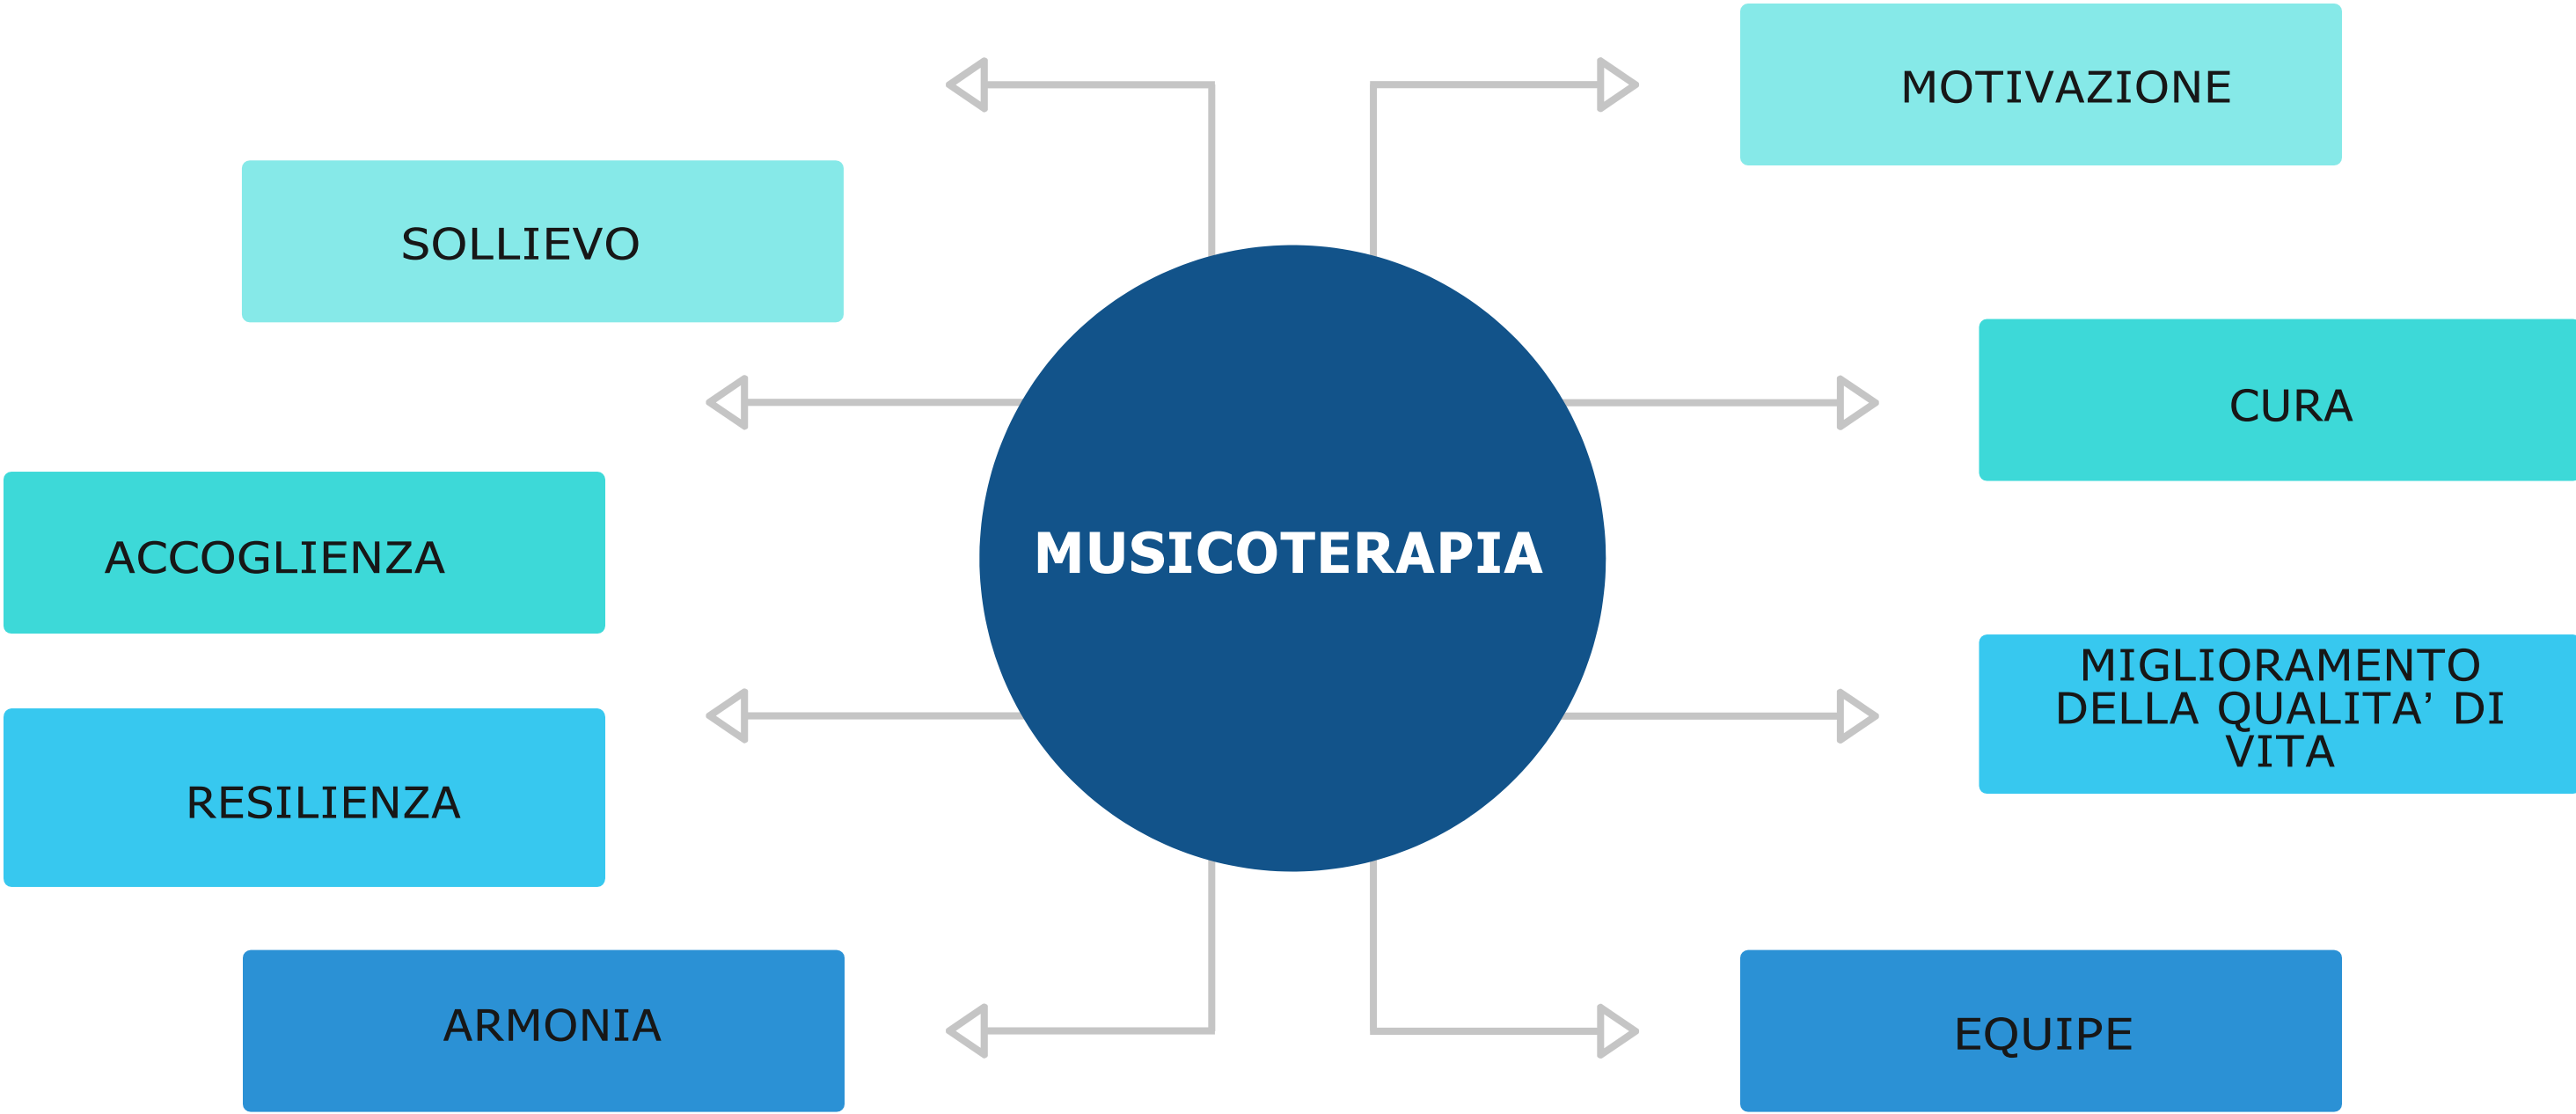 MOTIVAZIONE
SOLLIEVO
CURA
ACCOGLIENZA
MUSICOTERAPIA
MIGLIORAMENTO
DELLA QUALITA’ DI
VITA
RESILIENZA
ARMONIA
EQUIPE